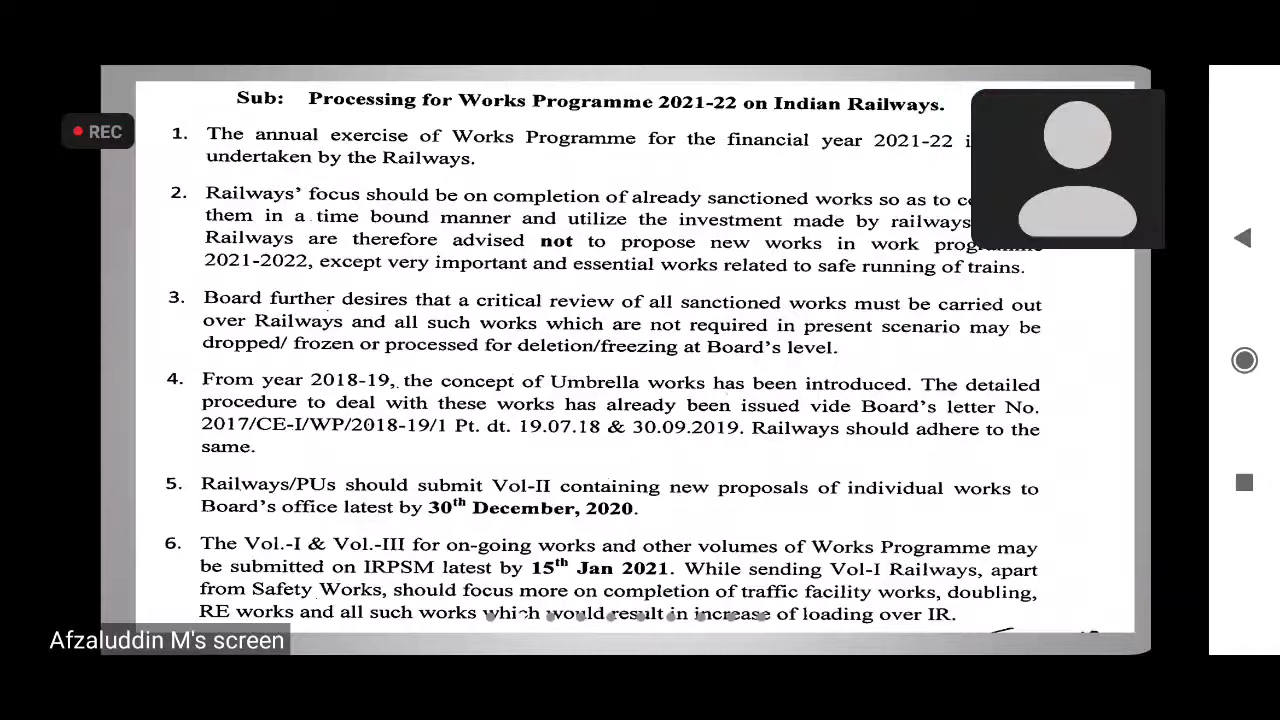 Sub: Processing for Works Programme 2021-22 on Indian Railways.
REC
1. The annual exercise of Works Programme for the financial year 2021-22
undertaken by the Railways.
2. Railways' focus should be on completion of already sanctioned works so as to
them in a time bound manner and utilize the investment made by railways
Railways are therefore advised not to propose new works in work programme
2021-2022, except very important and essential works related to safe running of trains.
3. Board further desires that a critical review of all sanctioned works must be carried out
over Railways and all such works which are not required in present scenario may be
dropped/ frozen or processed for deletion/freezing at Board's level.
4. From year 2018-19, the concept of Umbrella works has been introduced. The detailed
procedure to deal with these works has already been issued vide Board's letter No.
2017/CE-I/WP/2018-19/1 Pt. dt. 19.07.18 & 30.09.2019. Railways should adhere to the
same.
5. Railways/PUs should submit Vol-II containing new proposals of individual works to
Board's office latest by 30th December, 2020.
6. The Vol.-I & Vol.-III for on-going works and other volumes of Works Programme may
be submitted on IRPSM latest by 15th Jan 2021. While sending Vol-I Railways, apart
from Safety Works, should focus more on completion of traffic facility works, doubling,
RE works and all such works which would result in increase of loading over IR.
Afzaluddin M's screen